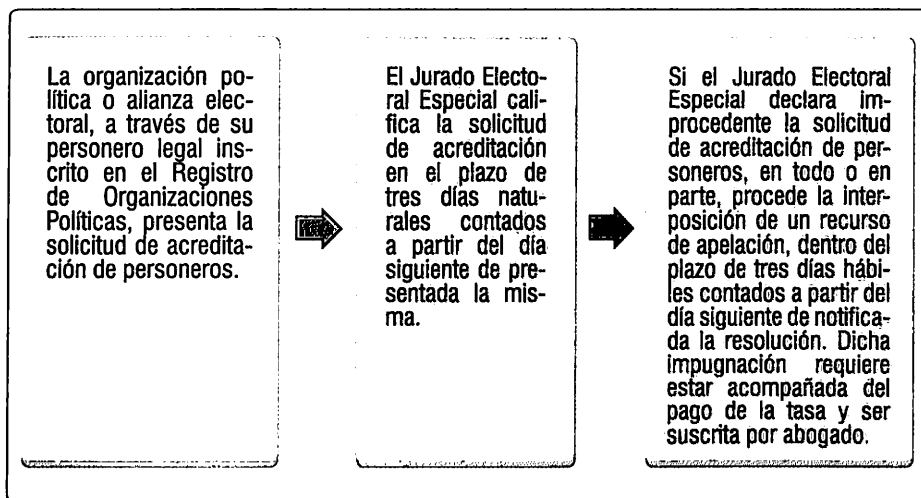 La organización po-
lítica o alianza elec-
toral, a través de su
personero legal ins-
crito en el Registro
de Organizaciones
Políticas, presenta la
solicitud de acredita-
ción de personeros.
El Jurado Electo-
ral Especial cali-
fica la solicitud
de acreditación
en el plazo de
tres días natu-
rales contados
a partir del día
siguiente de pre-
sentada la mis-
ma.
Si el Jurado Electoral
Especial declara im-
procedente la solicitud
de acreditación de per-
soneros, en todo o en
parte, procede la inter-
posición de un recurso
de apelación, dentro del
plazo de tres días hábi-
les contados a partir del
día siguiente de notifica-
da la resolución. Dicha
impugnación requiere
estar acompañada del
pago de la tasa y ser
suscrita por abogado.